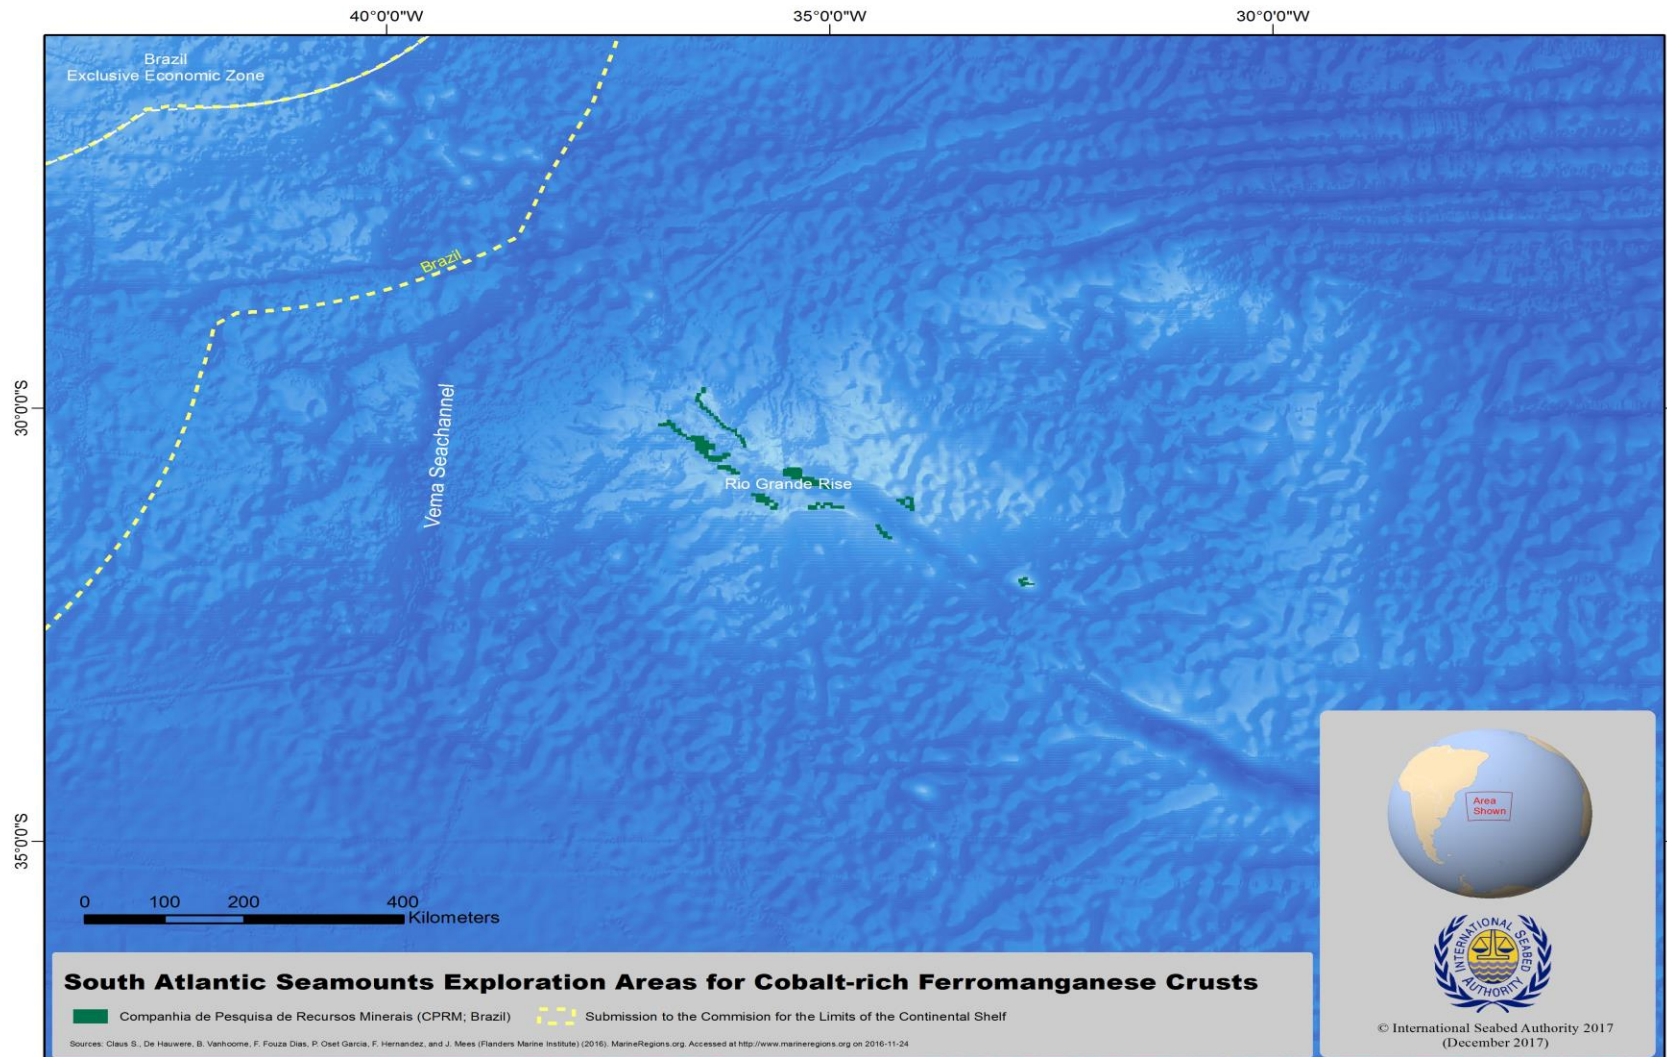 40°0'0"W
35°0'0"W
30°0'0"W
Brazil
Exclusive Economic Zone
Brazil
30°0'0"S
Vema Seachannel
Rio Grande Rise
35°0'0"S
Area
Shown
0 100 200 400
Kilometers
INTERNATIONAL SEABED AUTHORITY
South Atlantic Seamounts Exploration Areas for Cobalt-rich Ferromanganese Crusts
Companhia de Pesquisa de Recursos Minerais (CPRM; Brazil)
Submission to the Commision for the Limits of the Continental Shelf
Sources: Claus S., De Hauwere, B. Vanhoorne, F. Fouza Dias, P. Oset Garcia, F. Hernandez, and J. Mees (Flanders Marine Institute) (2016). MarineRegions.org. Accessed at http://www.marineregions.org on 2016-11-24
© International Seabed Authority 2017
(December 2017)